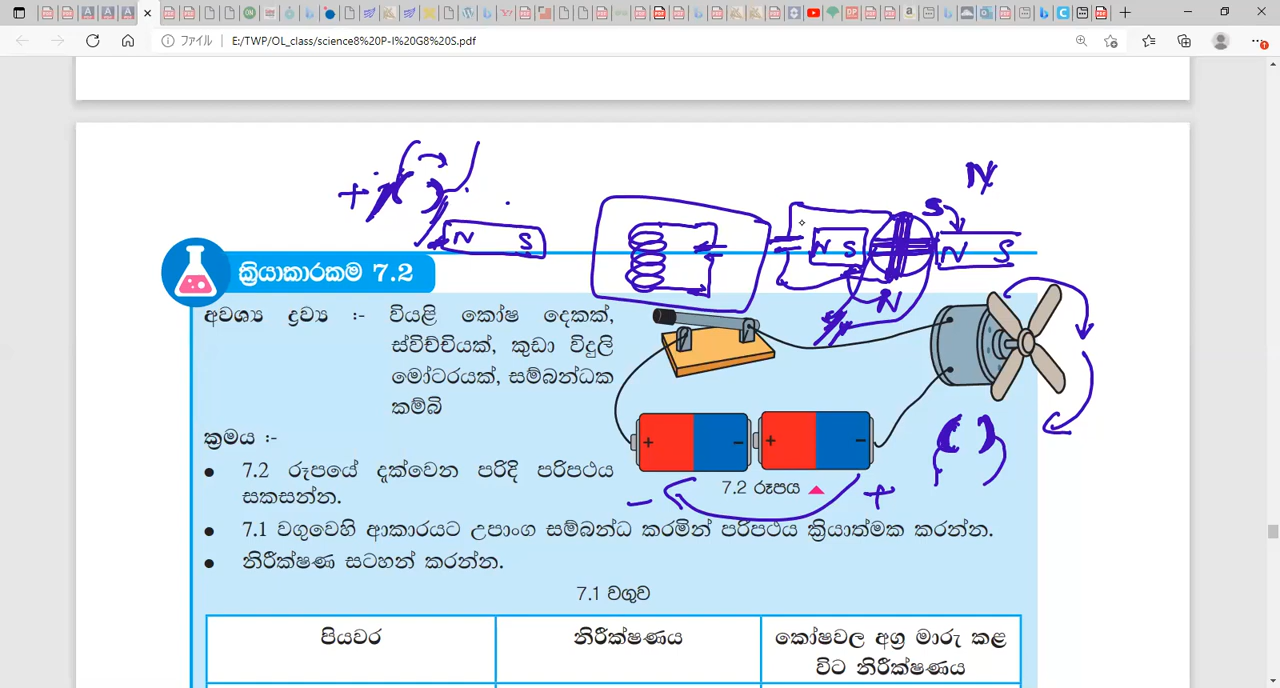 ファイル
E:/TWP/OL_class/science8%20P-I%20G8%20S.pdf
+
N S
N S
S
N
N S
N
ක්‍රියාකාරකම 7.2
අවශ්‍ය ද්‍රව්‍ය :- වියළි කෝෂ දෙකක්,
ස්විච්චියක්, කුඩා විදුලි
මෝටරයක්, සම්බන්ධක
කම්බි
ක්‍රමය :-
● 7.2 රූපයේ දැක්වෙන පරිදි පරිපථය
සකසන්න.
+ - + -
7.2 රූපය
- +
● 7.1 වගුවෙහි ආකාරයට උපාංග සම්බන්ධ කරමින් පරිපථය ක්‍රියාත්මක කරන්න.
● නිරීක්ෂණ සටහන් කරන්න.
7.1 වගුව
පියවර
නිරීක්ෂණය
කෝෂවල අග්‍ර මාරු කළ
විට නිරීක්ෂණය